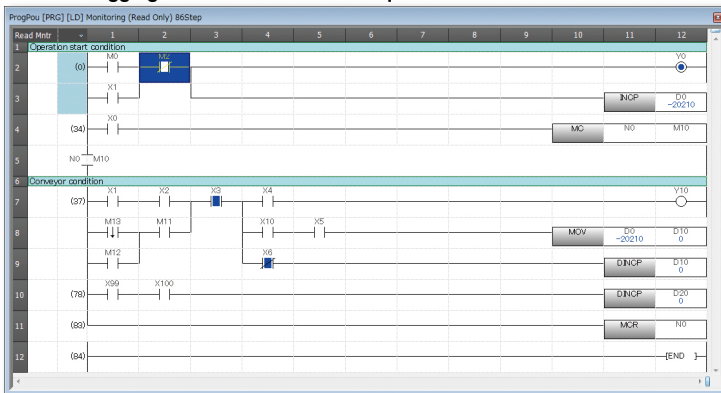 ProgPou [PRG] [LD] Monitoring (Read Only) 86Step
Read Mntr 1 2 3 4 5 6 7 8 9 10 11 12
1 Operation start condition
M0 M2 Y0
2 (0)
X1
3 INCP D0
-20210
X0
4 (34) MC N0 M10
5 N0 M10
6 Conveyor condition
X1 X2 X3 X4 Y10
7 (37)
M13 M11 X10 X5
8 MOV D0 D10
-20210 0
M12 X6
9 DINCP D10
0
X99 X100
10 (78) DINCP D20
0
11 (83) MCR N0
12 (84) [END ]